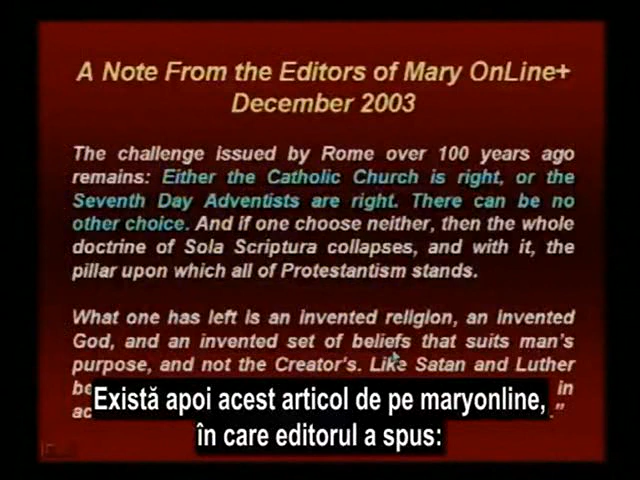 A Note From the Editors of Mary OnLine+
December 2003
The challenge issued by Rome over 100 years ago
remains: Either the Catholic Church is right, or the
Seventh Day Adventists are right. There can be no
other choice. And if one choose neither, then the whole
doctrine of Sola Scriptura collapses, and with it, the
pillar upon which all of Protestantism stands.
What one has left is an invented religion, an invented
God, and an invented set of beliefs that suits man's
purpose, and not the Creator's. Like Satan and Luther
in
Există apoi acest articol de pe maryonline,
în care editorul a spus: